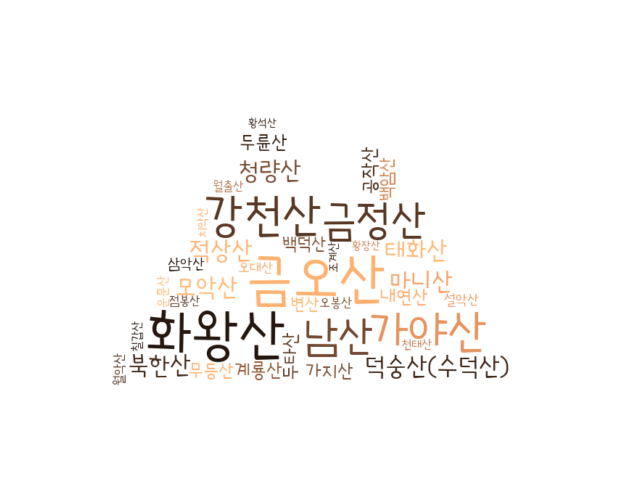 황석산
두륜산
공작산
청량산
백암산
월출산
강천산
금정산
치악산
적상산
백덕산
황장산
태화산
조계산
삼악산
오대산
금오산
마니산
모악산
운문산
점봉산
변산
오봉산
내연산
설악산
화왕산
남산
가야산
칠갑산
천태산
월악산
북한산
무등산
계룡산
가지산
덕숭산(수덕산)